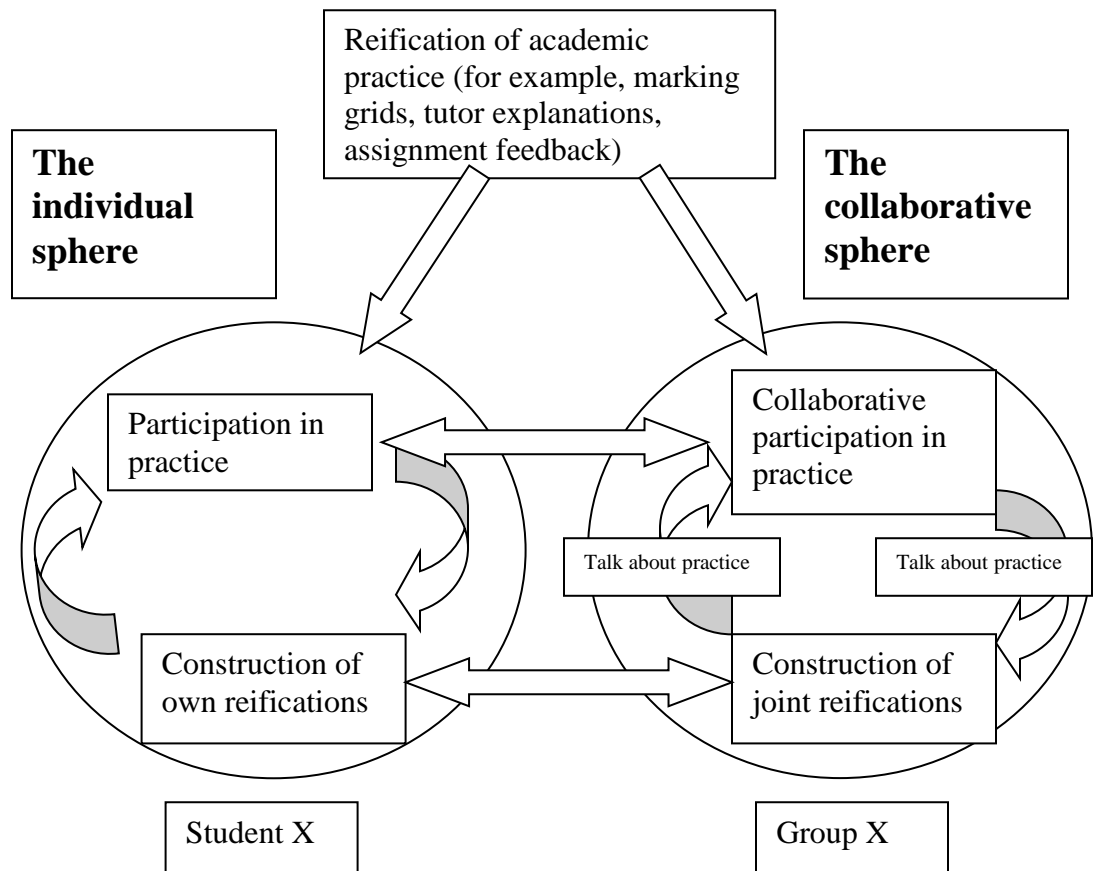 Reification of academic
practice (for example, marking
grids, tutor explanations,
assignment feedback)
The
individual
sphere
The
collaborative
sphere
Participation in
practice
Collaborative
participation in
practice
Talk about practice
Talk about practice
Construction of
own reifications
Construction of
joint reifications
Student X
Group X